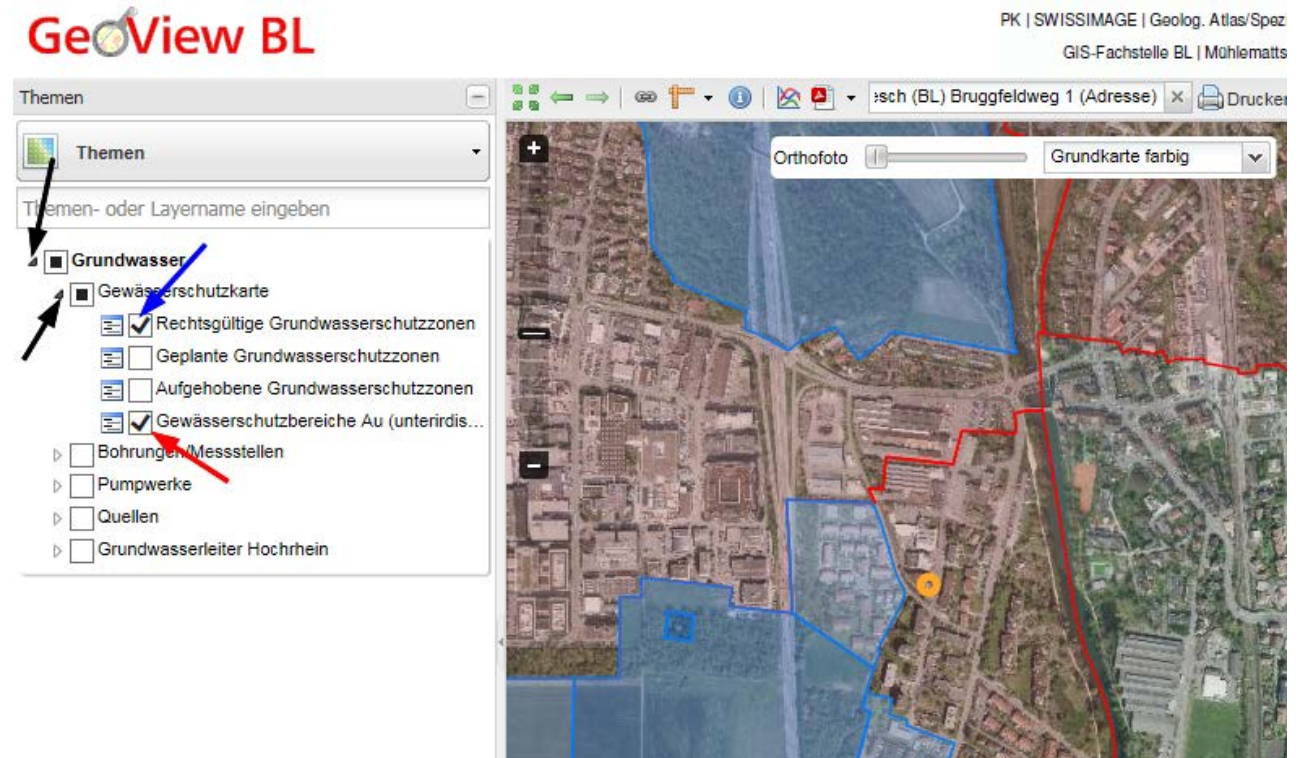 GeoView BL
PK | SWISSIMAGE | Geolog. Atlas/Spez
GIS-Fachstelle BL | Mühlematts
Themen
esch (BL) Bruggfeldweg 1 (Adresse)
Drucken
Themen
Orthofoto
Grundkarte farbig
Themen- oder Layername eingeben
Grundwasser
Gewässerschutzkarte
Rechtsgültige Grundwasserschutzzonen
Geplante Grundwasserschutzzonen
Aufgehobene Grundwasserschutzzonen
Gewässerschutzbereiche Au (unterirdis...
Bohrungen/Messstellen
Pumpwerke
Quellen
Grundwasserleiter Hochrhein